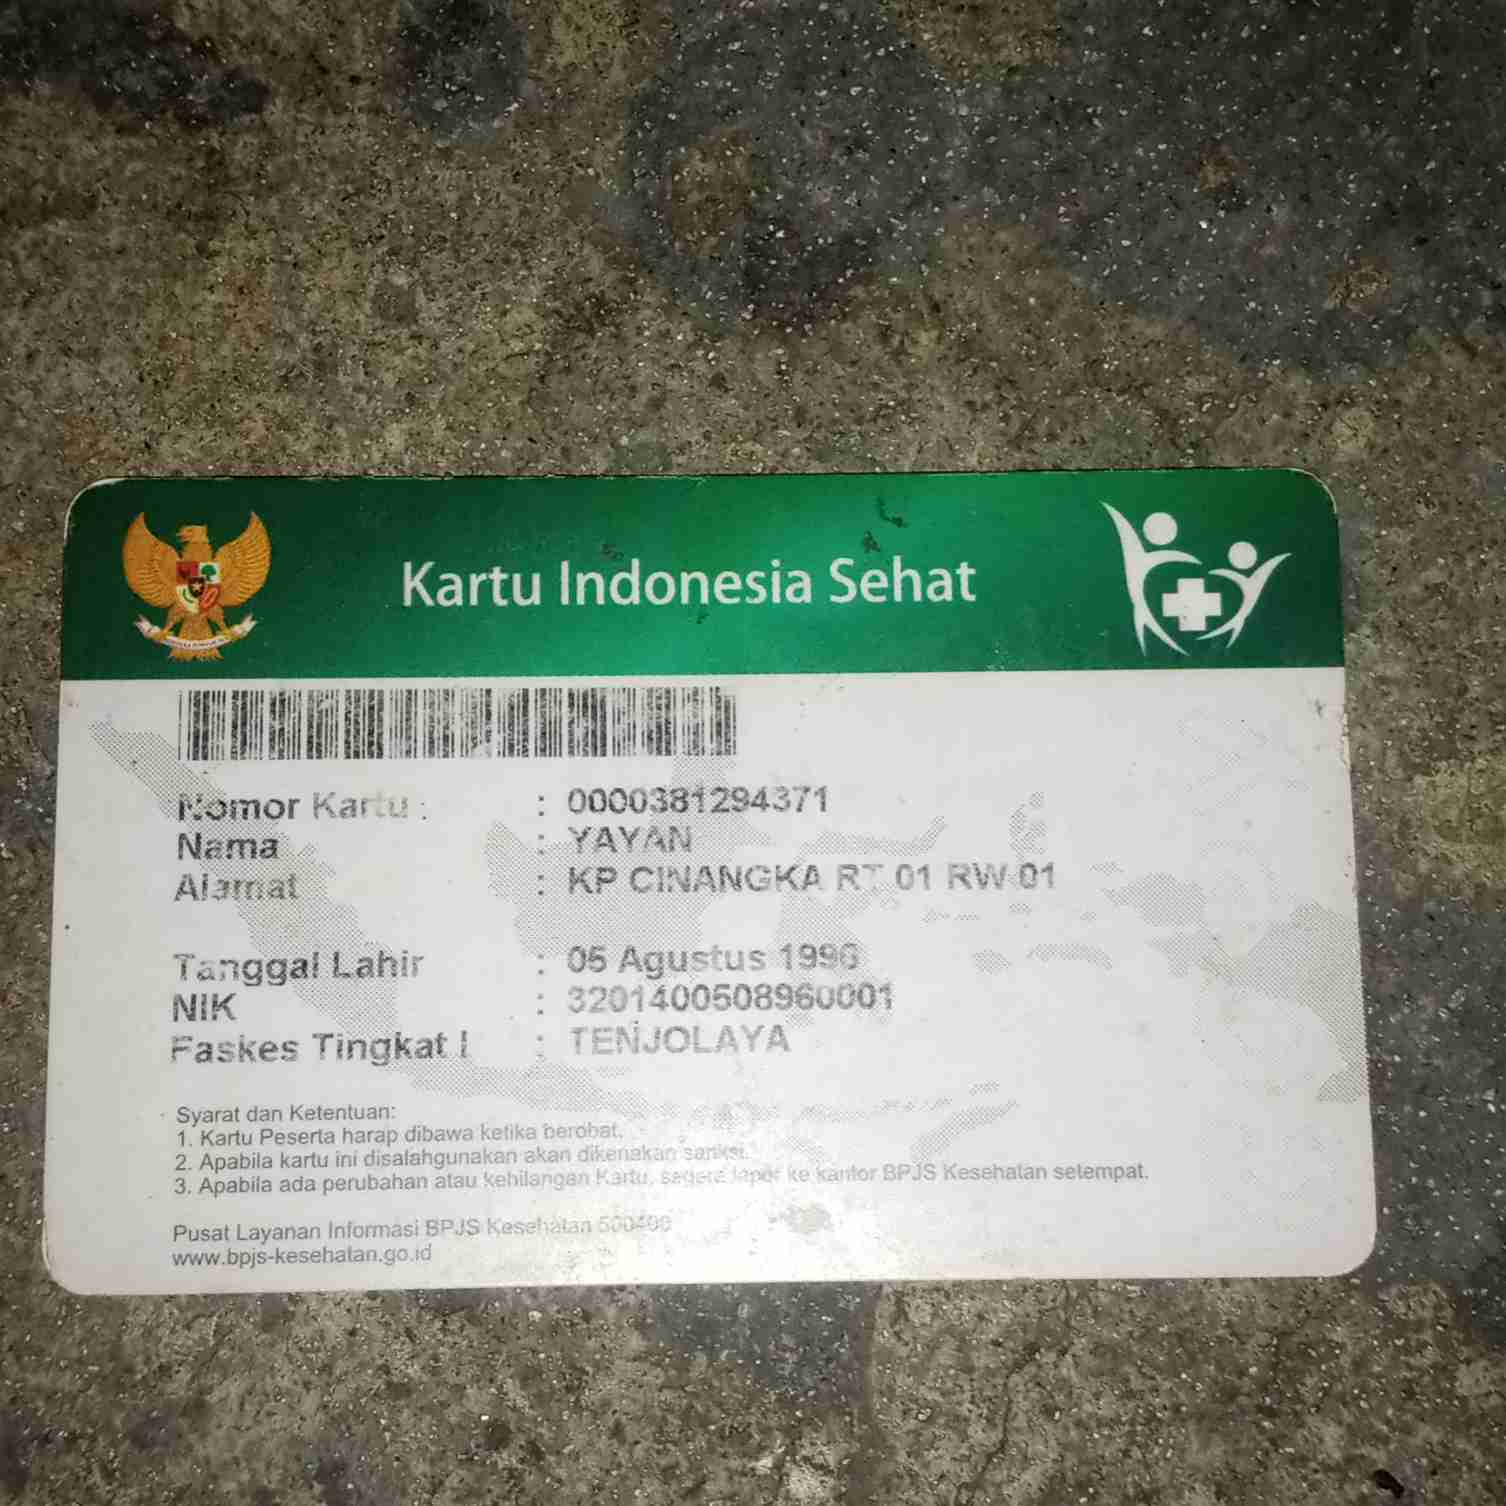 Kartu Indonesia Sehat
Nomor Kartu : : 0000381294371
Nama : YAYAN
Alamat : KP CINANGKA RT 01 RW 01
Tanggal Lahir : 05 Agustus 1996
NIK : 3201400508960001
Faskes Tingkat I : TENJOLAYA
Syarat dan Ketentuan:
1. Kartu Peserta harap dibawa ketika berobat.
2. Apabila kartu ini disalahgunakan akan dikenakan sanksi.
3. Apabila ada perubahan atau kehilangan Kartu, segera lapor ke kantor BPJS Kesehatan setempat.
Pusat Layanan Informasi BPJS Kesehatan 500400
www.bpjs-kesehatan.go.id